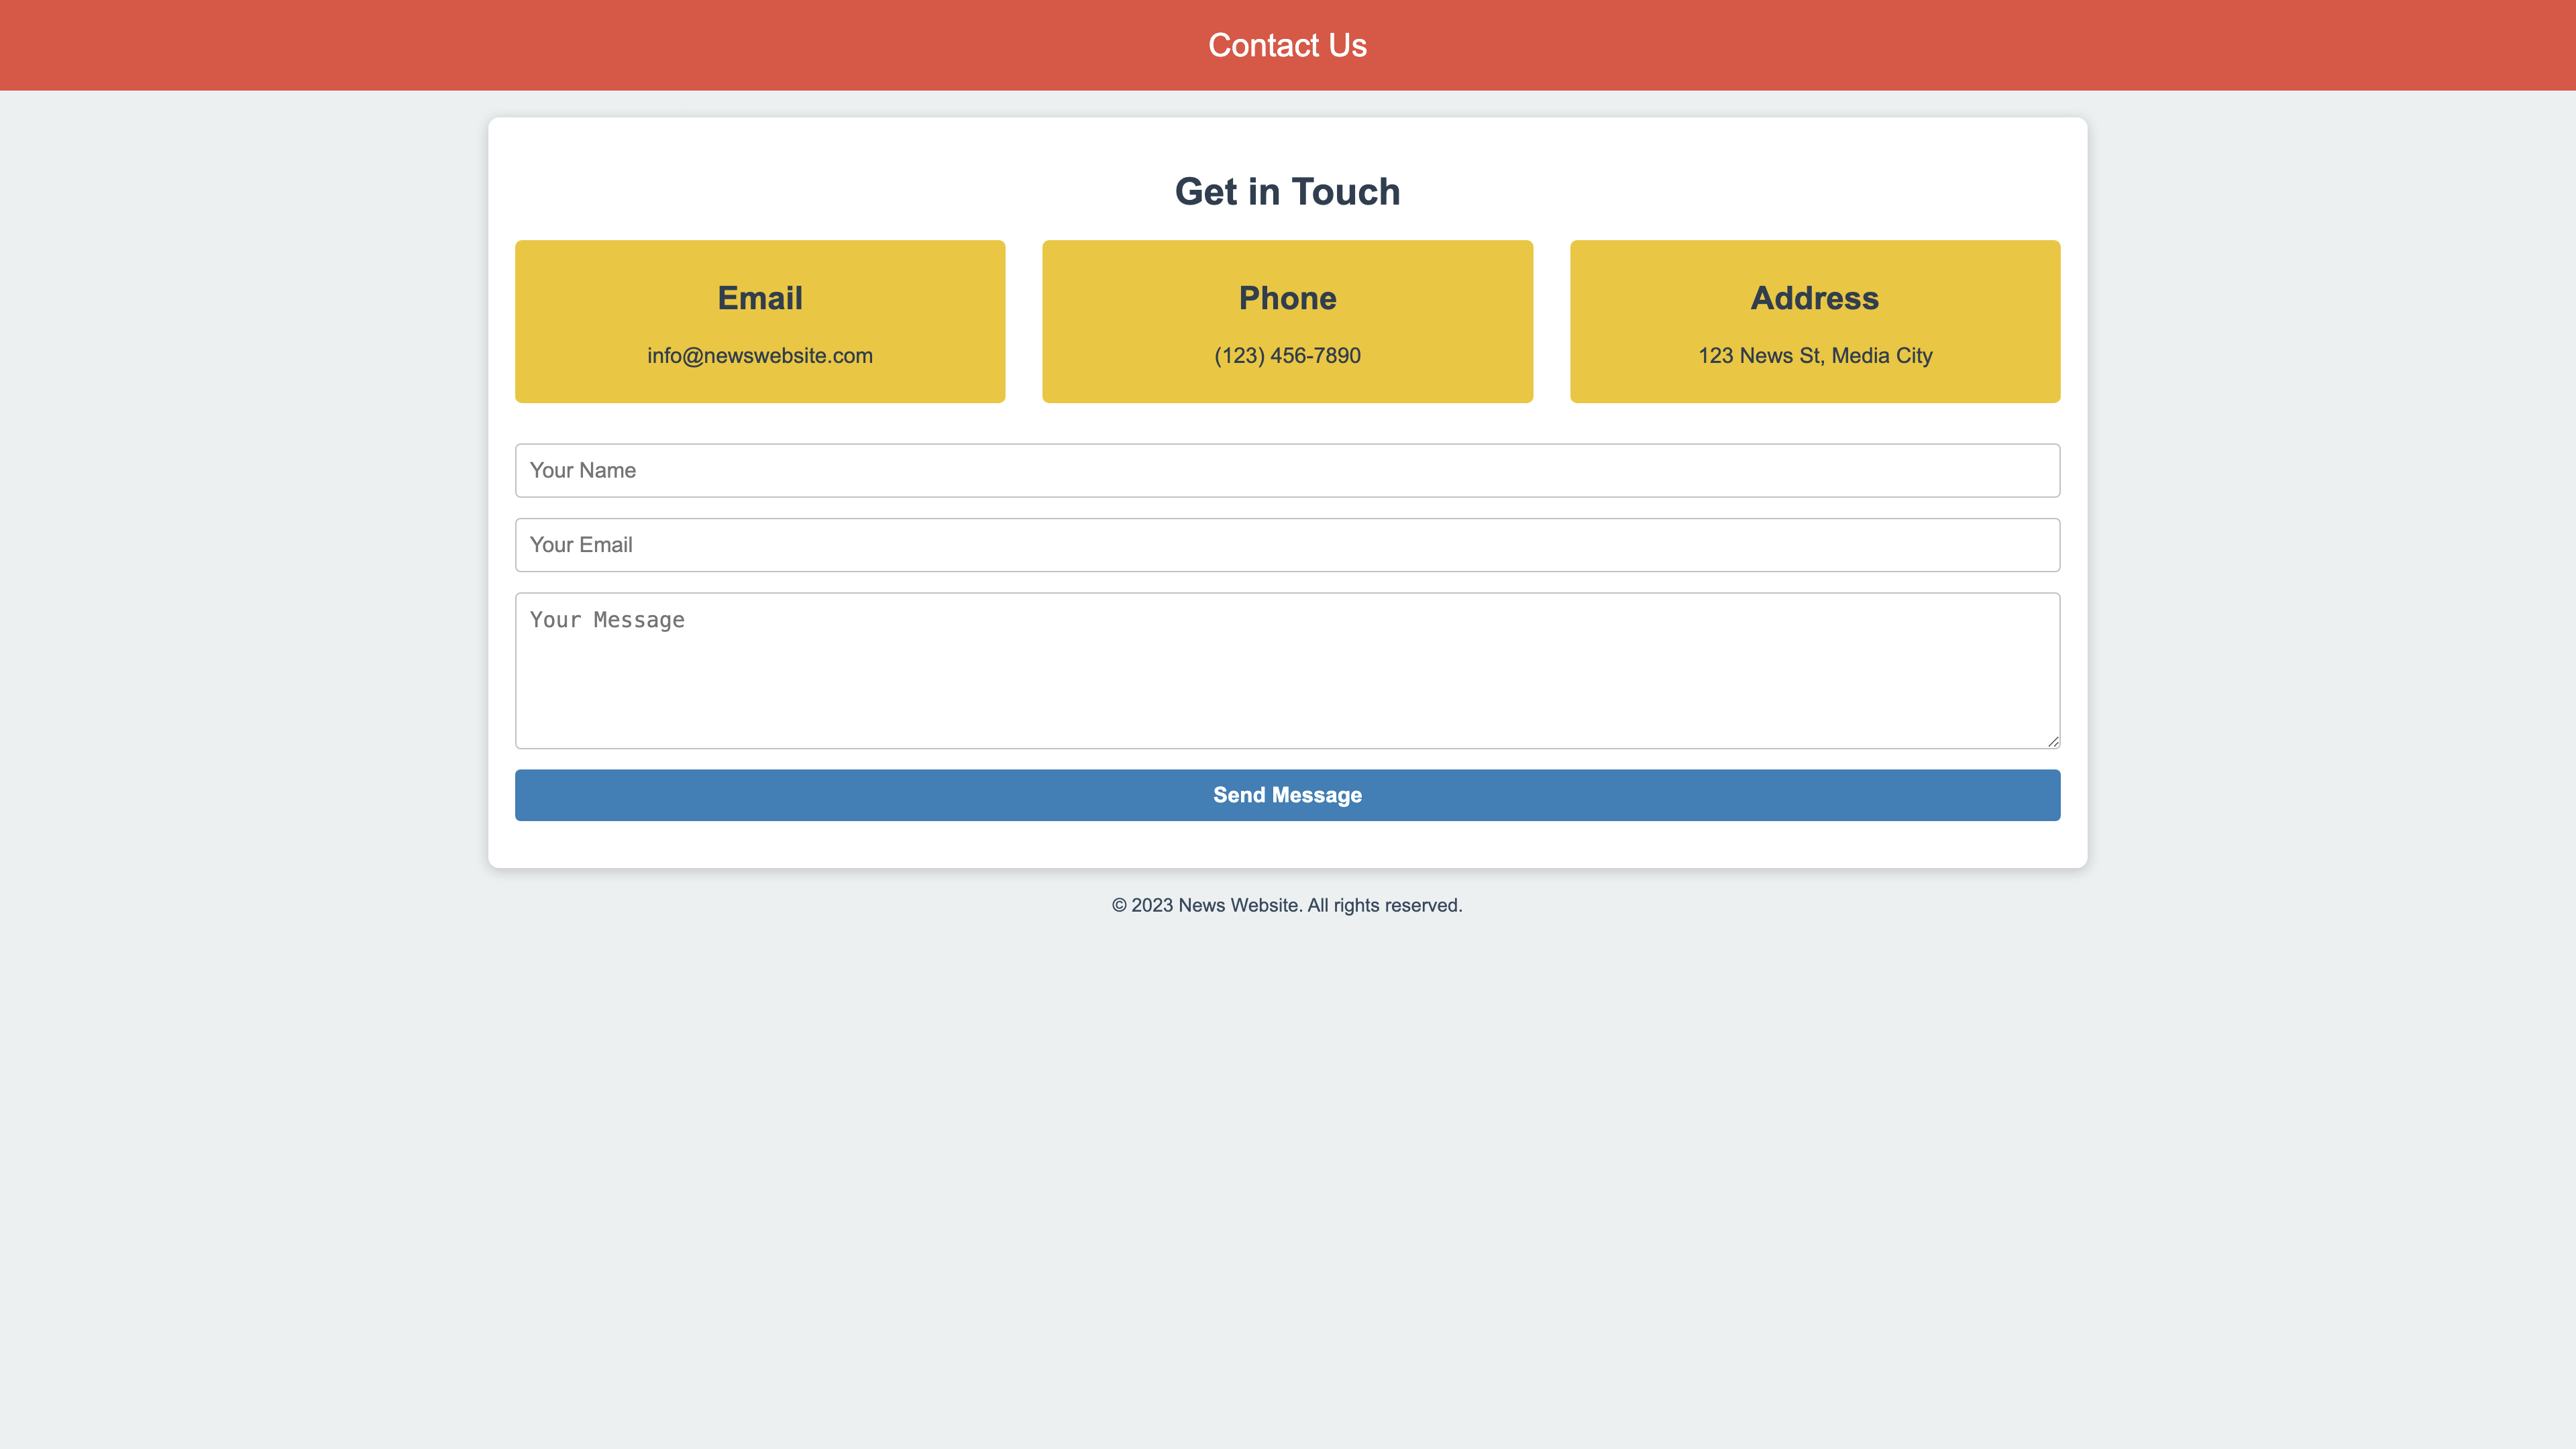 Contact Us
Get in Touch
Email
info@newswebsite.com
Phone
(123) 456-7890
Address
123 News St, Media City
Your Name
Your Email
Your Message
Send Message
© 2023 News Website. All rights reserved.